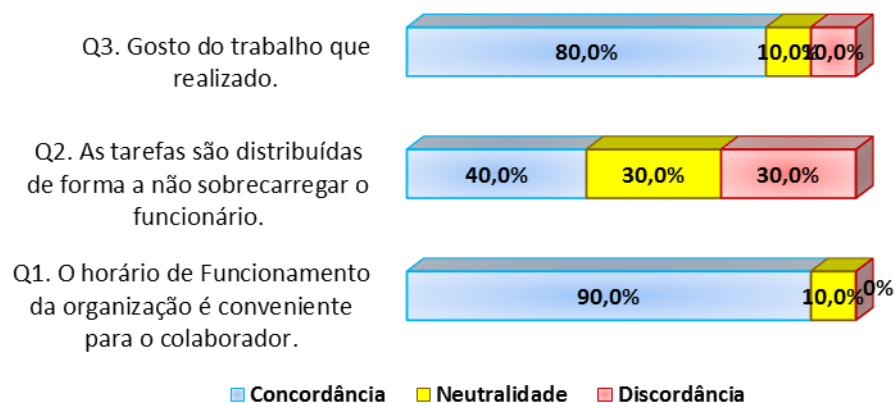 Q3. Gosto do trabalho que
realizado.
80,0% 10,0% 10,0%
Q2. As tarefas são distribuídas
de forma a não sobrecarregar o
funcionário.
40,0% 30,0% 30,0%
Q1. O horário de Funcionamento
da organização é conveniente
para o colaborador.
90,0% 10,0% 0%
Concordância Neutralidade Discordância